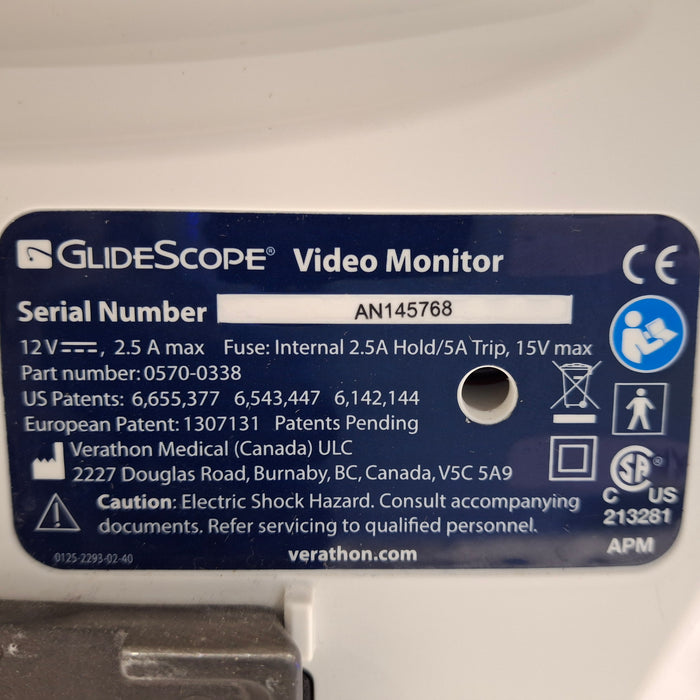 GLIDESCOPE® Video Monitor
CE
Serial Number AN145768
12 V⎓, 2.5 A max Fuse: Internal 2.5A Hold/5A Trip, 15V max
Part number: 0570-0338
US Patents: 6,655,377 6,543,447 6,142,144
European Patent: 1307131 Patents Pending
Verathon Medical (Canada) ULC
2227 Douglas Road, Burnaby, BC, Canada, V5C 5A9
Caution: Electric Shock Hazard. Consult accompanying
documents. Refer servicing to qualified personnel.
0125-2293-02-40
verathon.com
SA®
C US
213281
APM